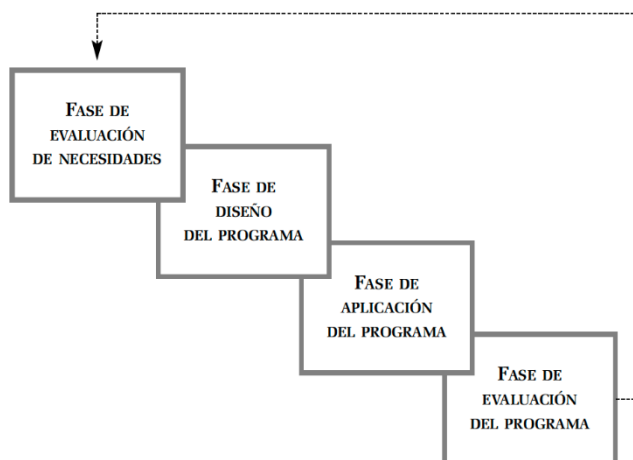 FASE DE
EVALUACIÓN
DE NECESIDADES
FASE DE
DISEÑO
DEL PROGRAMA
FASE DE
APLICACIÓN
DEL PROGRAMA
FASE DE
EVALUACIÓN
DEL PROGRAMA